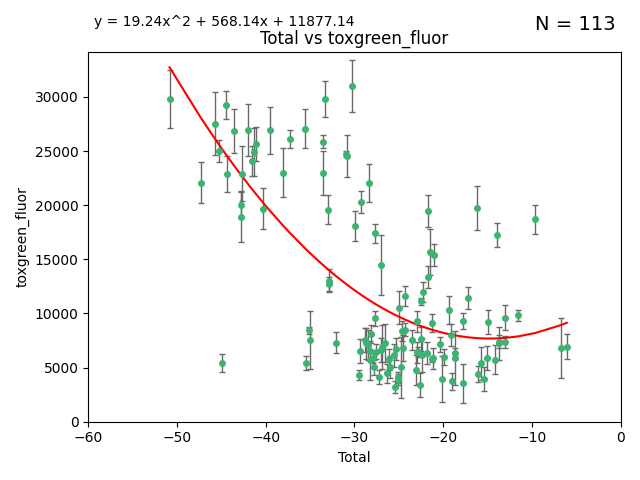 y = 19.24x^2 + 568.14x + 11877.14
N = 113
Total vs toxgreen_fluor
30000
25000
20000
15000
10000
5000
0
toxgreen_fluor
−60
−50
−40
−30
−20
−10
0
Total